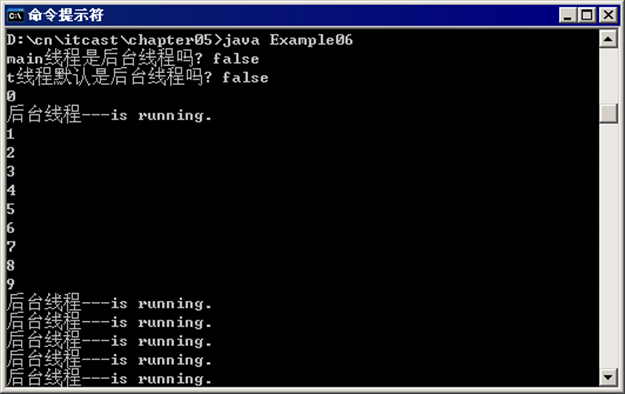 命令提示符
D:\cn\itcast\chapter05>java Example06
main线程是后台线程吗? false
t线程默认是后台线程吗? false
0
后台线程---is running.
1
2
3
4
5
6
7
8
9
后台线程---is running.
后台线程---is running.
后台线程---is running.
后台线程---is running.
后台线程---is running.